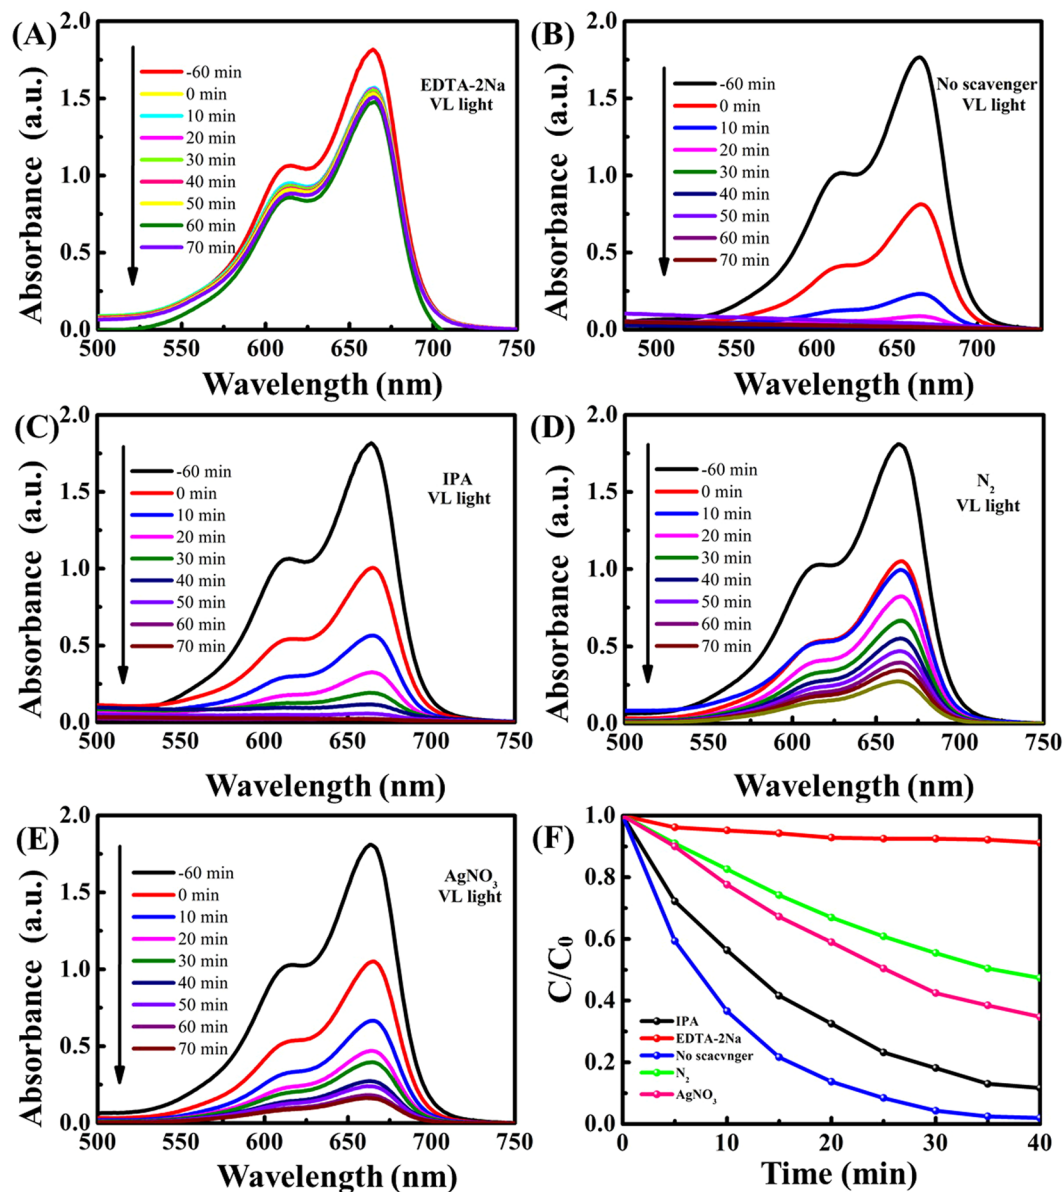 (A)
2.0
1.5
1.0
0.5
0.0
Absorbance (a.u.)
-60 min
0 min
10 min
20 min
30 min
40 min
50 min
60 min
70 min
EDTA-2Na
VL light
500 550 600 650 700 750
Wavelength (nm)
(B)
2.0
1.5
1.0
0.5
0.0
Absorbance (a.u.)
-60 min
0 min
10 min
20 min
30 min
40 min
50 min
60 min
70 min
No scavenger
VL light
500 550 600 650 700
Wavelength (nm)
(C)
2.0
1.5
1.0
0.5
0.0
Absorbance (a.u.)
-60 min
0 min
10 min
20 min
30 min
40 min
50 min
60 min
70 min
IPA
VL light
500 550 600 650 700 750
Wavelength (nm)
(D)
2.0
1.5
1.0
0.5
0.0
Absorbance (a.u.)
-60 min
0 min
10 min
20 min
30 min
40 min
50 min
60 min
70 min
N₂
VL light
500 550 600 650 700 750
Wavelength (nm)
(E)
2.0
1.5
1.0
0.5
0.0
Absorbance (a.u.)
-60 min
0 min
10 min
20 min
30 min
40 min
50 min
60 min
70 min
AgNO₃
VL light
500 550 600 650 700 750
Wavelength (nm)
(F)
1.0
0.8
0.6
0.4
0.2
0.0
C/C₀
IPA
EDTA-2Na
No scacvnger
N₂
AgNO₃
0 10 20 30 40
Time (min)